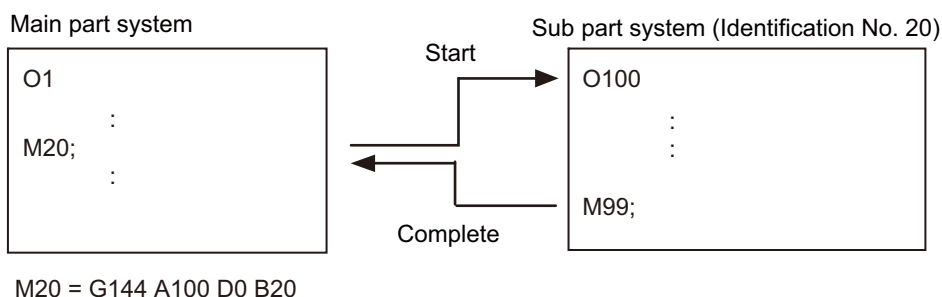 Main part system
Sub part system (Identification No. 20)
Start
O1
:
M20;
:
O100
:
:
M99;
Complete
M20 = G144 A100 D0 B20